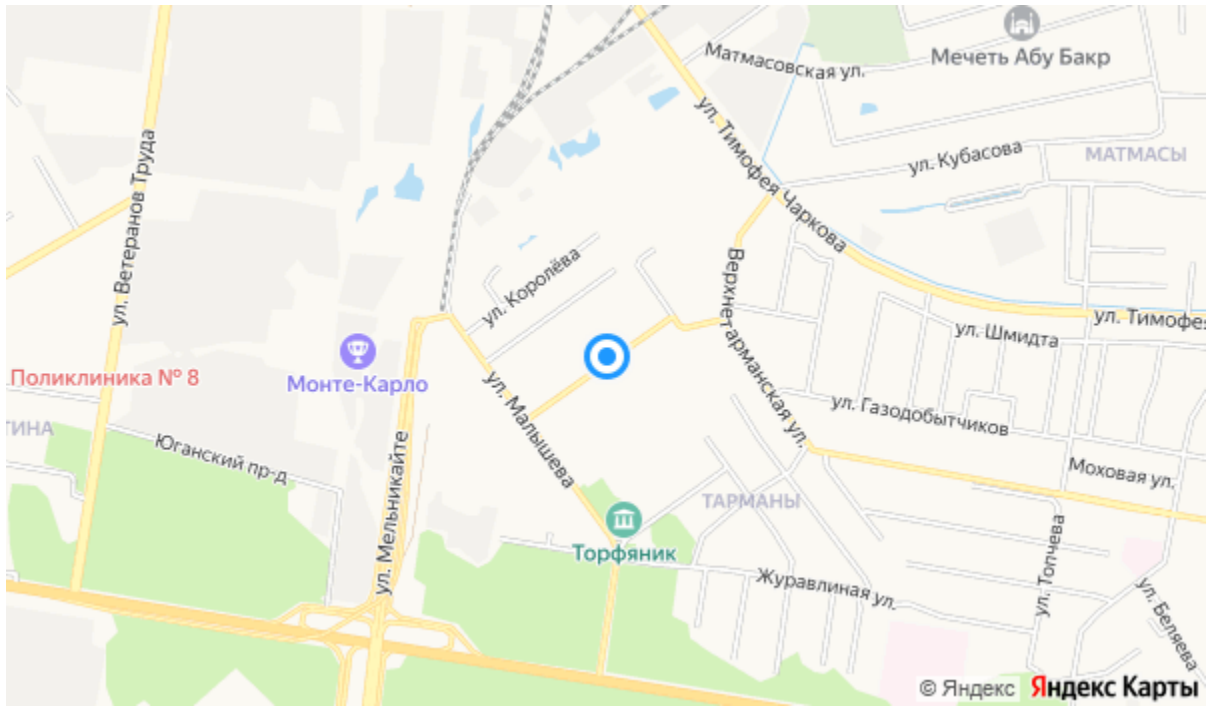 Матмасовская ул.
Мечеть Абу Бакр
ул. Тимофея Чаркова
ул. Кубасова
МАТМАСЫ
ул. Ветеранов Труда
ул. Королёва
Верхнетарманская ул.
ул. Шмидта
ул. Тимофе
Поликлиника № 8
Монте-Карло
ул. Малышева
ул. Газодобытчиков
ТИНА
Юганский пр-д
ул. Мельникайте
Моховая ул.
ТАРМАНЫ
Торфяник
Журавлиная ул.
ул. Топчева
ул. Беляева
© Яндекс Яндекс Карты